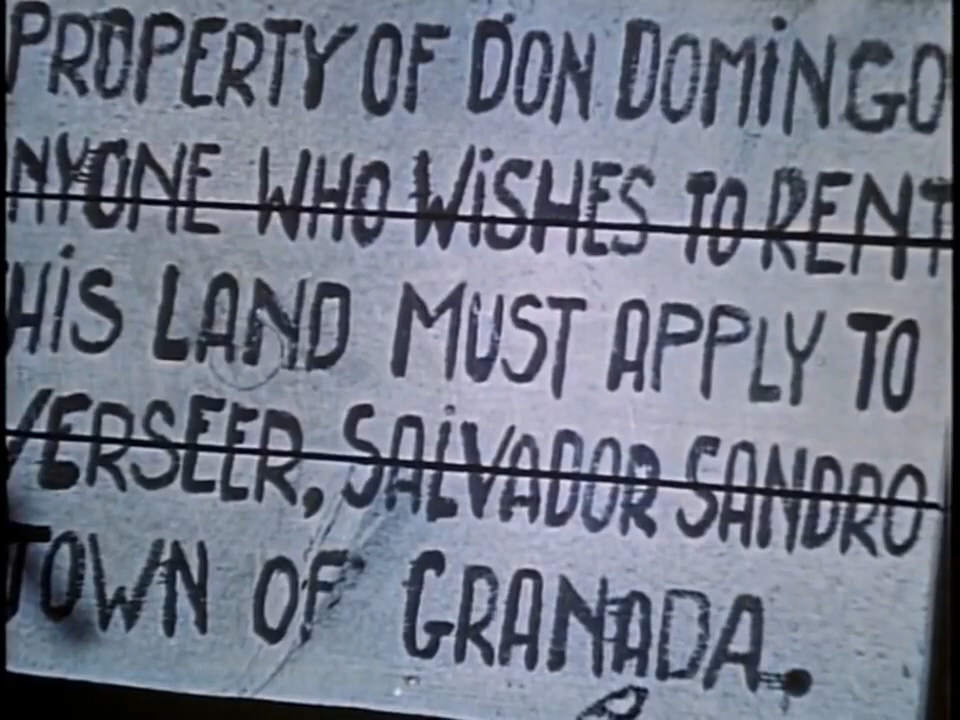 PROPERTY OF DON DOMiNGO
NYONE WHO WiSHES TO RENT
HiS LAND MUST APPLY TO
VERSEER, SALVADOR SANDRO
TOWN OF GRANADA.